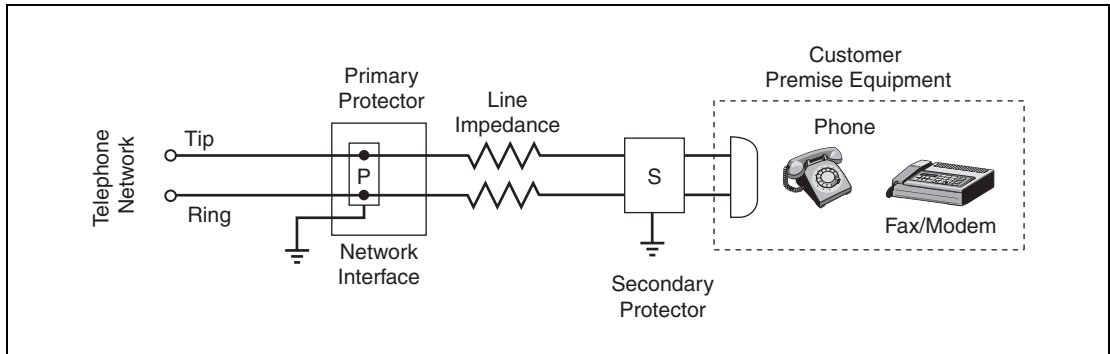 Telephone
Network
Tip
Ring
Primary
Protector
P
Network
Interface
Line
Impedance
S
Secondary
Protector
Customer
Premise Equipment
Phone
Fax/Modem